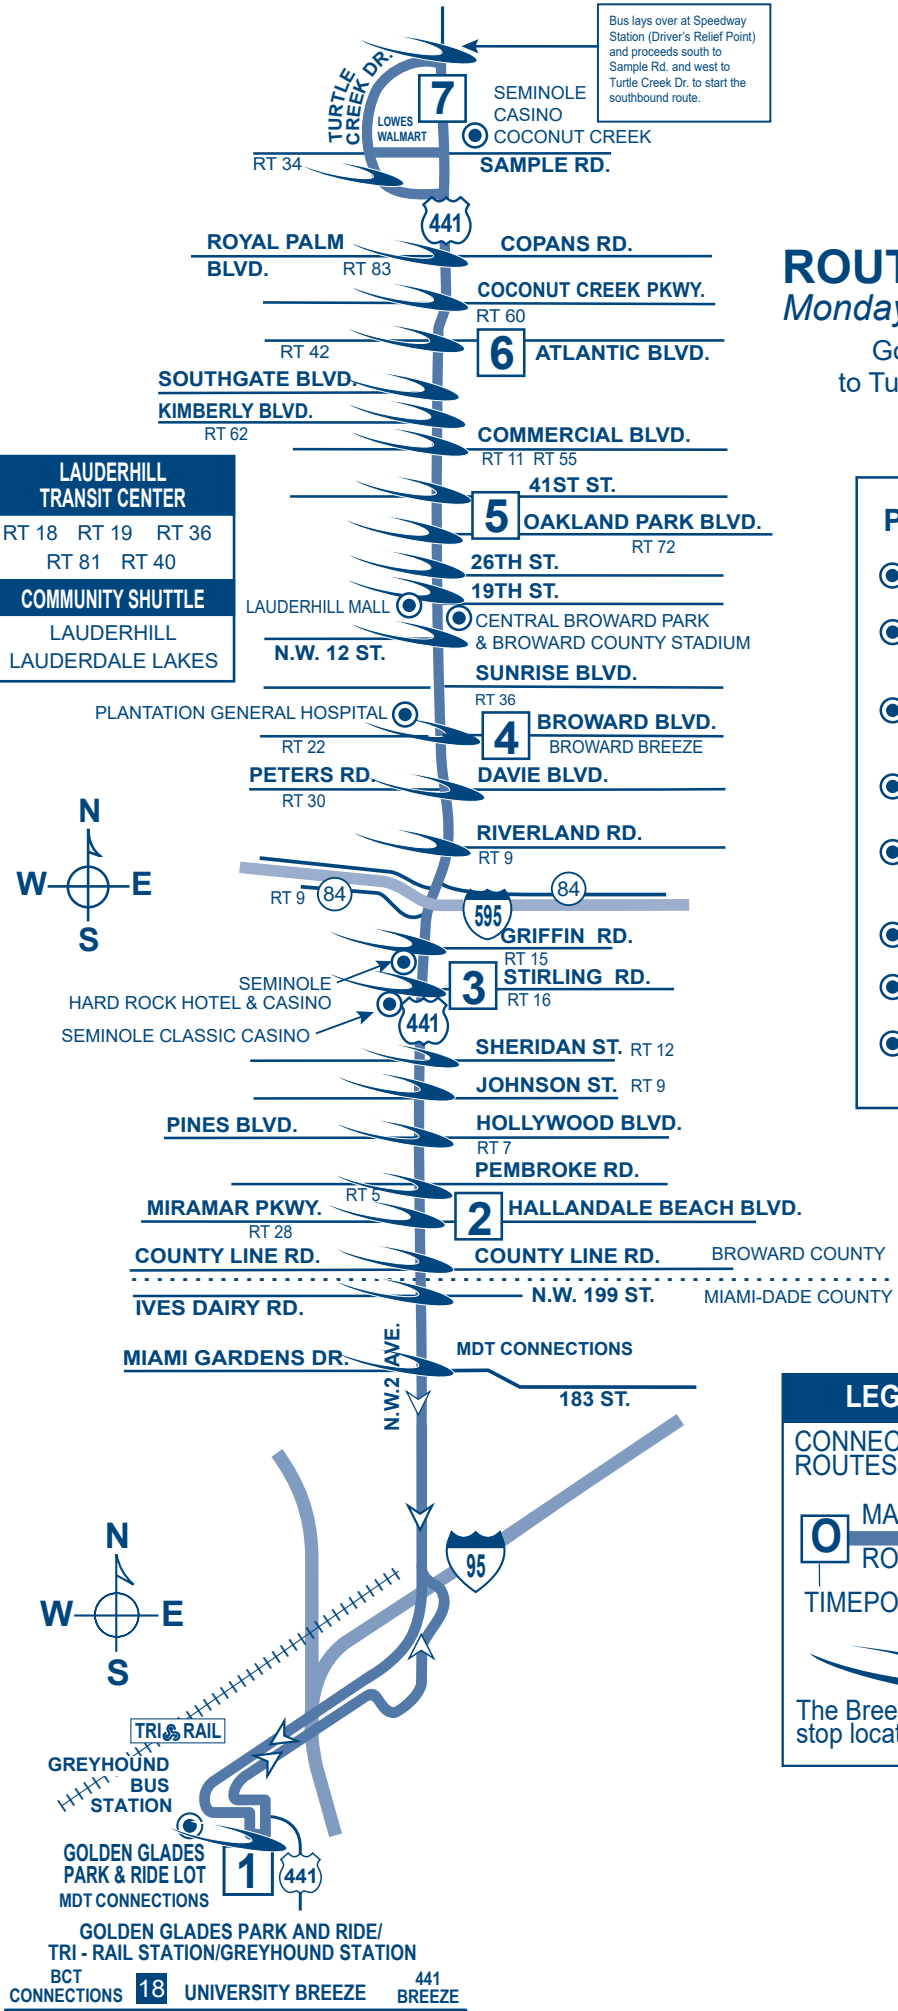 Bus lays over at Speedway
Station (Driver's Relief Point)
and proceeds south to
Sample Rd. and west to
Turtle Creek Dr. to start the
southbound route.
TURTLE
CREEK DR.
7
SEMINOLE
CASINO
COCONUT CREEK
LOWES
WALMART
RT 34
SAMPLE RD.
441
ROYAL PALM
BLVD.
RT 83
COPANS RD.
ROUT
Monday
Go
to Tu
COCONUT CREEK PKWY.
RT 60
RT 42
6
ATLANTIC BLVD.
SOUTHGATE BLVD.
KIMBERLY BLVD.
RT 62
COMMERCIAL BLVD.
RT 11 RT 55
LAUDERHILL
TRANSIT CENTER
RT 18 RT 19 RT 36
RT 81 RT 40
COMMUNITY SHUTTLE
LAUDERHILL
LAUDERDALE LAKES
41ST ST.
5
OAKLAND PARK BLVD.
RT 72
P
26TH ST.
19TH ST.
LAUDERHILL MALL
CENTRAL BROWARD PARK
& BROWARD COUNTY STADIUM
N.W. 12 ST.
SUNRISE BLVD.
RT 36
PLANTATION GENERAL HOSPITAL
4
BROWARD BLVD.
BROWARD BREEZE
RT 22
PETERS RD.
RT 30
DAVIE BLVD.
N
W
E
S
RIVERLAND RD.
RT 9
RT 9
84
84
595
GRIFFIN RD.
RT 15
SEMINOLE
HARD ROCK HOTEL & CASINO
3
STIRLING RD.
RT 16
SEMINOLE CLASSIC CASINO
441
SHERIDAN ST. RT 12
JOHNSON ST. RT 9
PINES BLVD.
HOLLYWOOD BLVD.
RT 7
PEMBROKE RD.
RT 5
MIRAMAR PKWY.
RT 28
2
HALLANDALE BEACH BLVD.
COUNTY LINE RD.
COUNTY LINE RD.
BROWARD COUNTY
IVES DAIRY RD.
N.W. 199 ST.
MIAMI-DADE COUNTY
N.W.2 AVE.
MIAMI GARDENS DR.
MDT CONNECTIONS
183 ST.
LEG
CONNEC
ROUTES
O
MA
RO
TIMEPO
The Bree
stop locat
N
W
E
S
95
TRI RAIL
GREYHOUND
BUS
STATION
GOLDEN GLADES
PARK & RIDE LOT
MDT CONNECTIONS
1
441
GOLDEN GLADES PARK AND RIDE/
TRI - RAIL STATION/GREYHOUND STATION
BCT
CONNECTIONS
18
UNIVERSITY BREEZE
441
BREEZE